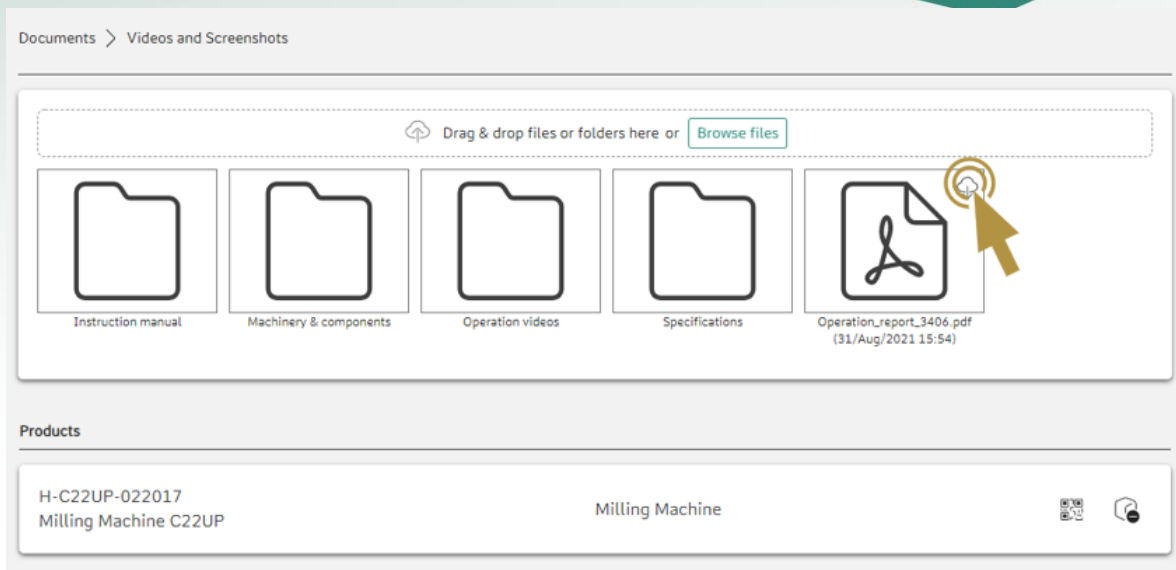 Documents > Videos and Screenshots
Drag & drop files or folders here or Browse files
Instruction manual
Machinery & components
Operation videos
Specifications
Operation_report_3406.pdf
(31/Aug/2021 15:54)
Products
H-C22UP-022017
Milling Machine C22UP
Milling Machine